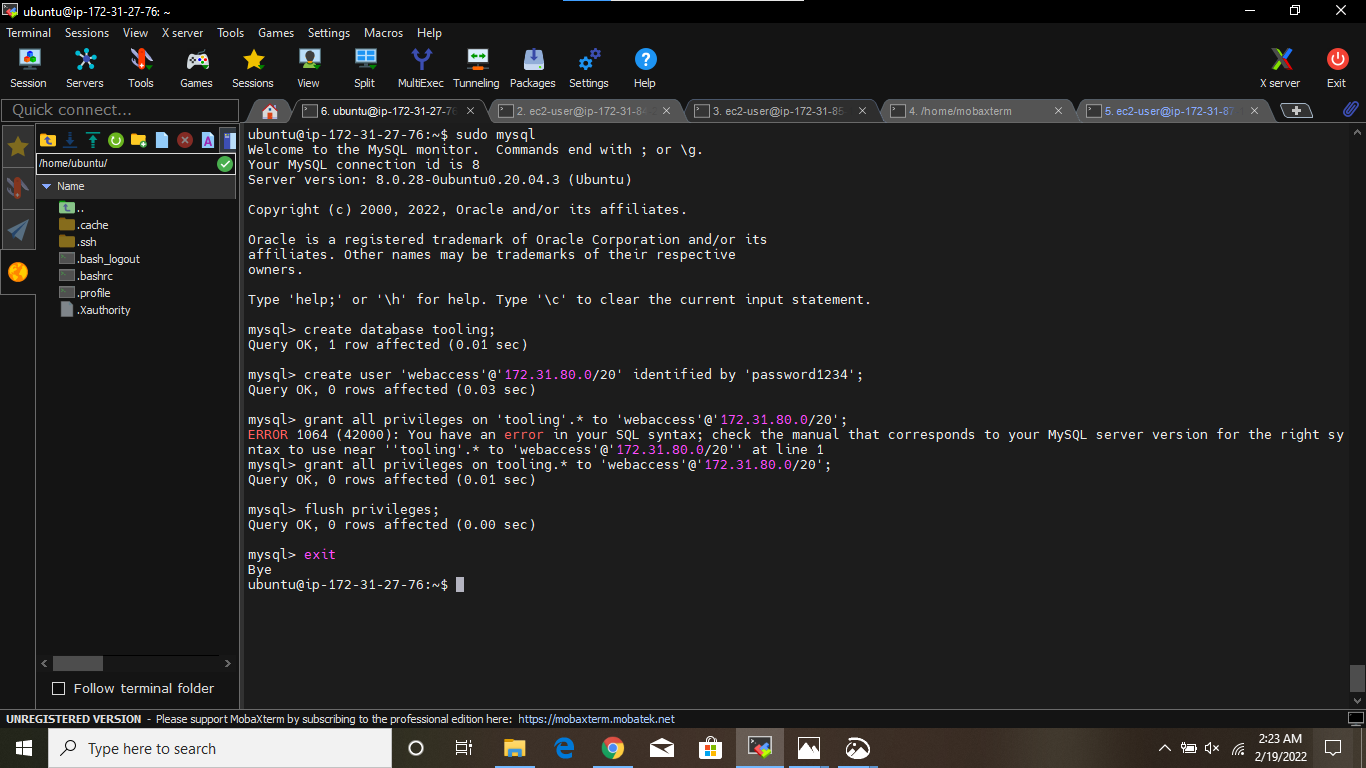 ubuntu@ip-172-31-27-76: ~
Terminal Sessions View X server Tools Games Settings Macros Help
Session Servers Tools Games Sessions View Split MultiExec Tunneling Packages Settings Help X server Exit
Quick connect...
6. ubuntu@ip-172-31-27-76
2. ec2-user@ip-172-31-8
3. ec2-user@ip-172-31-85
4. /home/mobaxterm
5. ec2-user@ip-172-31-8
/home/ubuntu/
Name
..
.cache
.ssh
.bash_logout
.bashrc
.profile
.Xauthority
Follow terminal folder
ubuntu@ip-172-31-27-76:~$ sudo mysql
Welcome to the MySQL monitor.  Commands end with ; or \g.
Your MySQL connection id is 8
Server version: 8.0.28-0ubuntu0.20.04.3 (Ubuntu)
Copyright (c) 2000, 2022, Oracle and/or its affiliates.
Oracle is a registered trademark of Oracle Corporation and/or its
affiliates. Other names may be trademarks of their respective
owners.
Type 'help;' or '\h' for help. Type '\c' to clear the current input statement.
mysql> create database tooling;
Query OK, 1 row affected (0.01 sec)
mysql> create user 'webaccess'@'172.31.80.0/20' identified by 'password1234';
Query OK, 0 rows affected (0.03 sec)
mysql> grant all privileges on 'tooling'.* to 'webaccess'@'172.31.80.0/20';
ERROR 1064 (42000): You have an error in your SQL syntax; check the manual that corresponds to your MySQL server version for the right sy
ntax to use near ''tooling'.* to 'webaccess'@'172.31.80.0/20'' at line 1
mysql> grant all privileges on tooling.* to 'webaccess'@'172.31.80.0/20';
Query OK, 0 rows affected (0.01 sec)
mysql> flush privileges;
Query OK, 0 rows affected (0.00 sec)
mysql> exit
Bye
ubuntu@ip-172-31-27-76:~$
UNREGISTERED VERSION - Please support MobaXterm by subscribing to the professional edition here: https://mobaxterm.mobatek.net
Type here to search
2:23 AM
2/19/2022